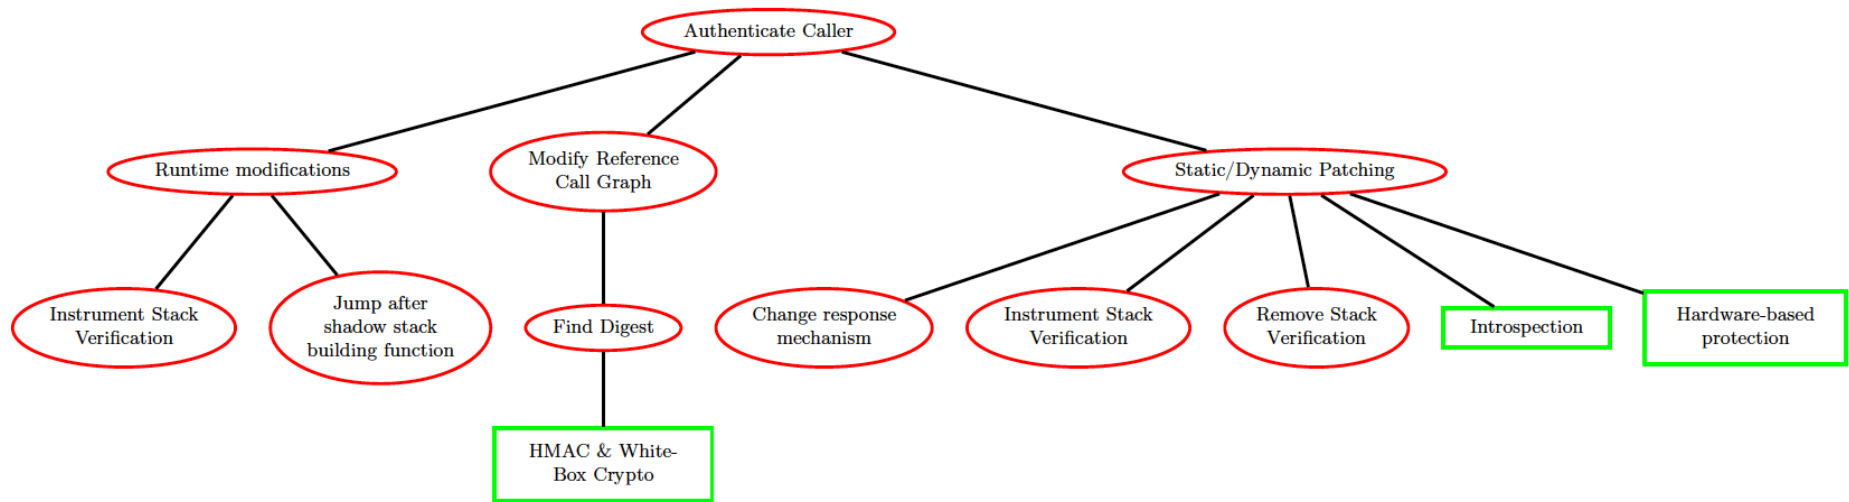 Authenticate Caller
Runtime modifications
Modify Reference
Call Graph
Static/Dynamic Patching
Instrument Stack
Verification
Jump after
shadow stack
building function
Find Digest
Change response
mechanism
Instrument Stack
Verification
Remove Stack
Verification
Introspection
Hardware-based
protection
HMAC & White-
Box Crypto